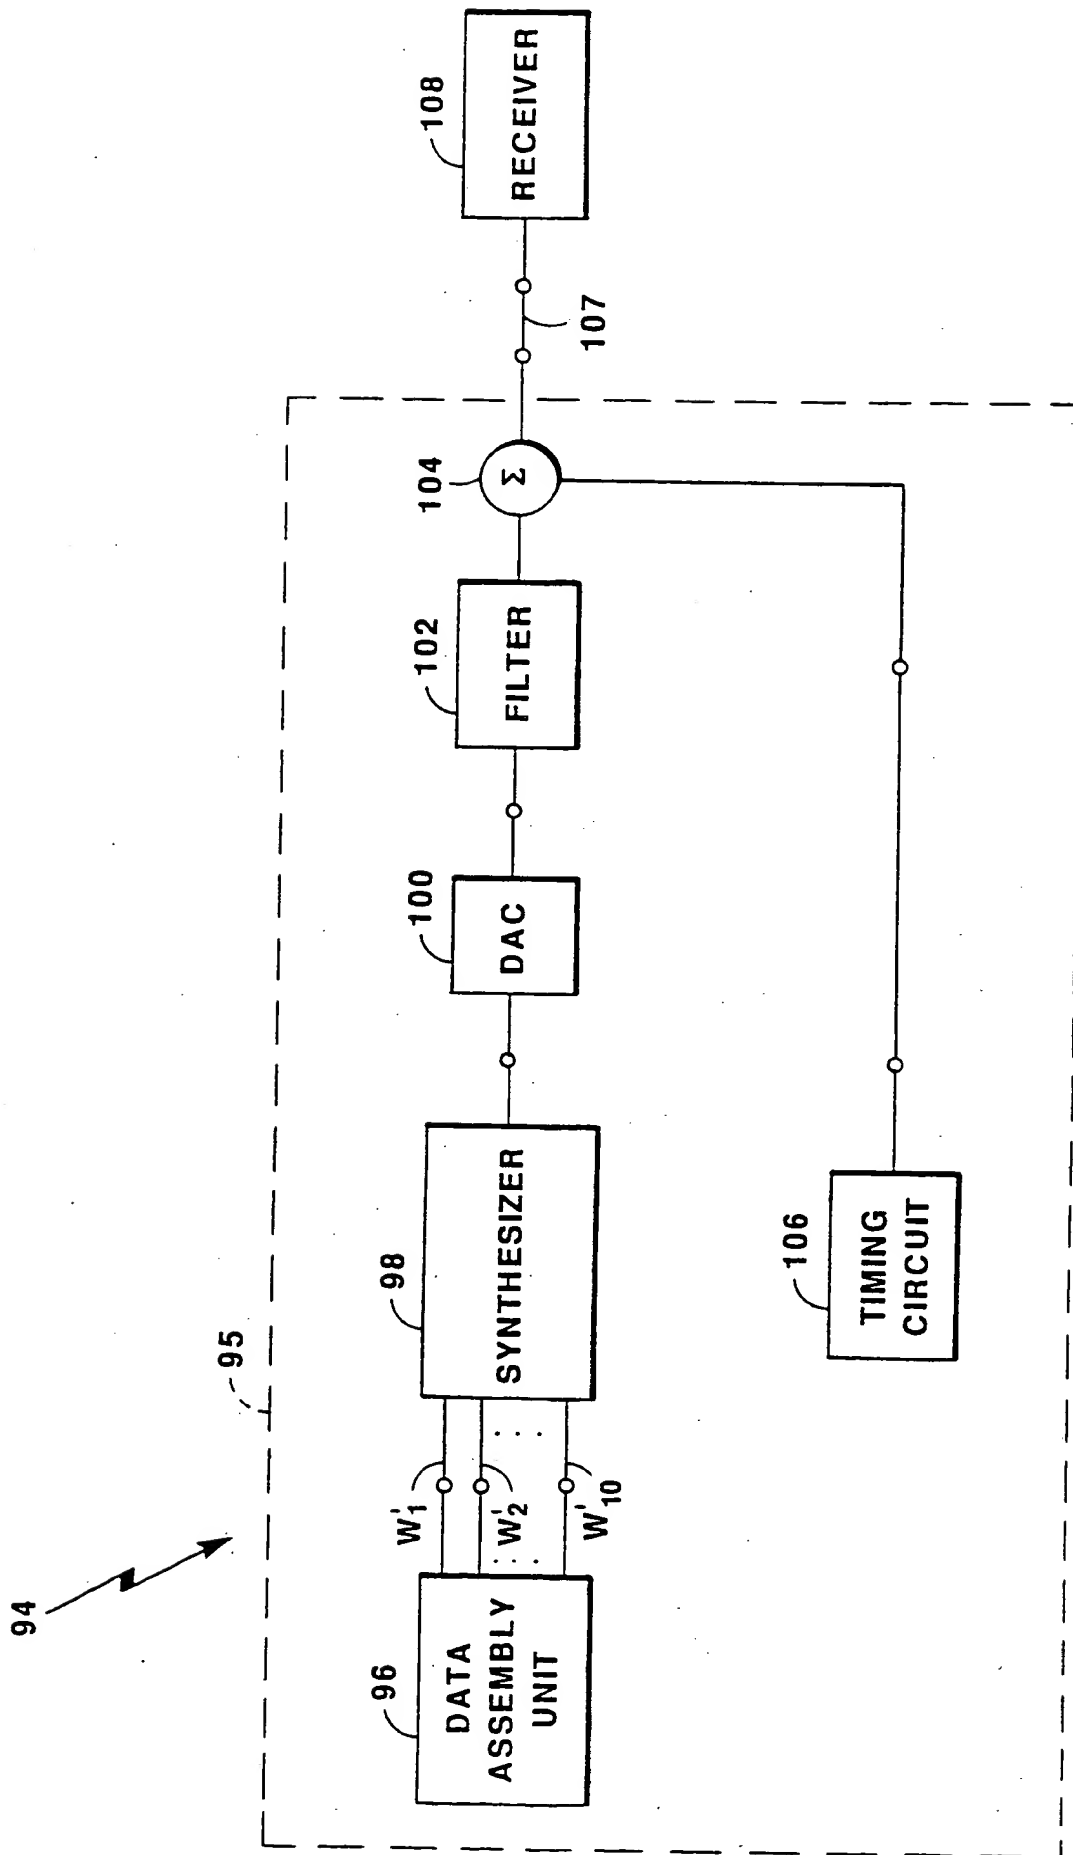 94
95
96
DATA
ASSEMBLY
UNIT
W'1
W'2
W'10
. . .
. . .
98
SYNTHESIZER
100
DAC
102
FILTER
104
Σ
106
TIMING
CIRCUIT
107
108
RECEIVER